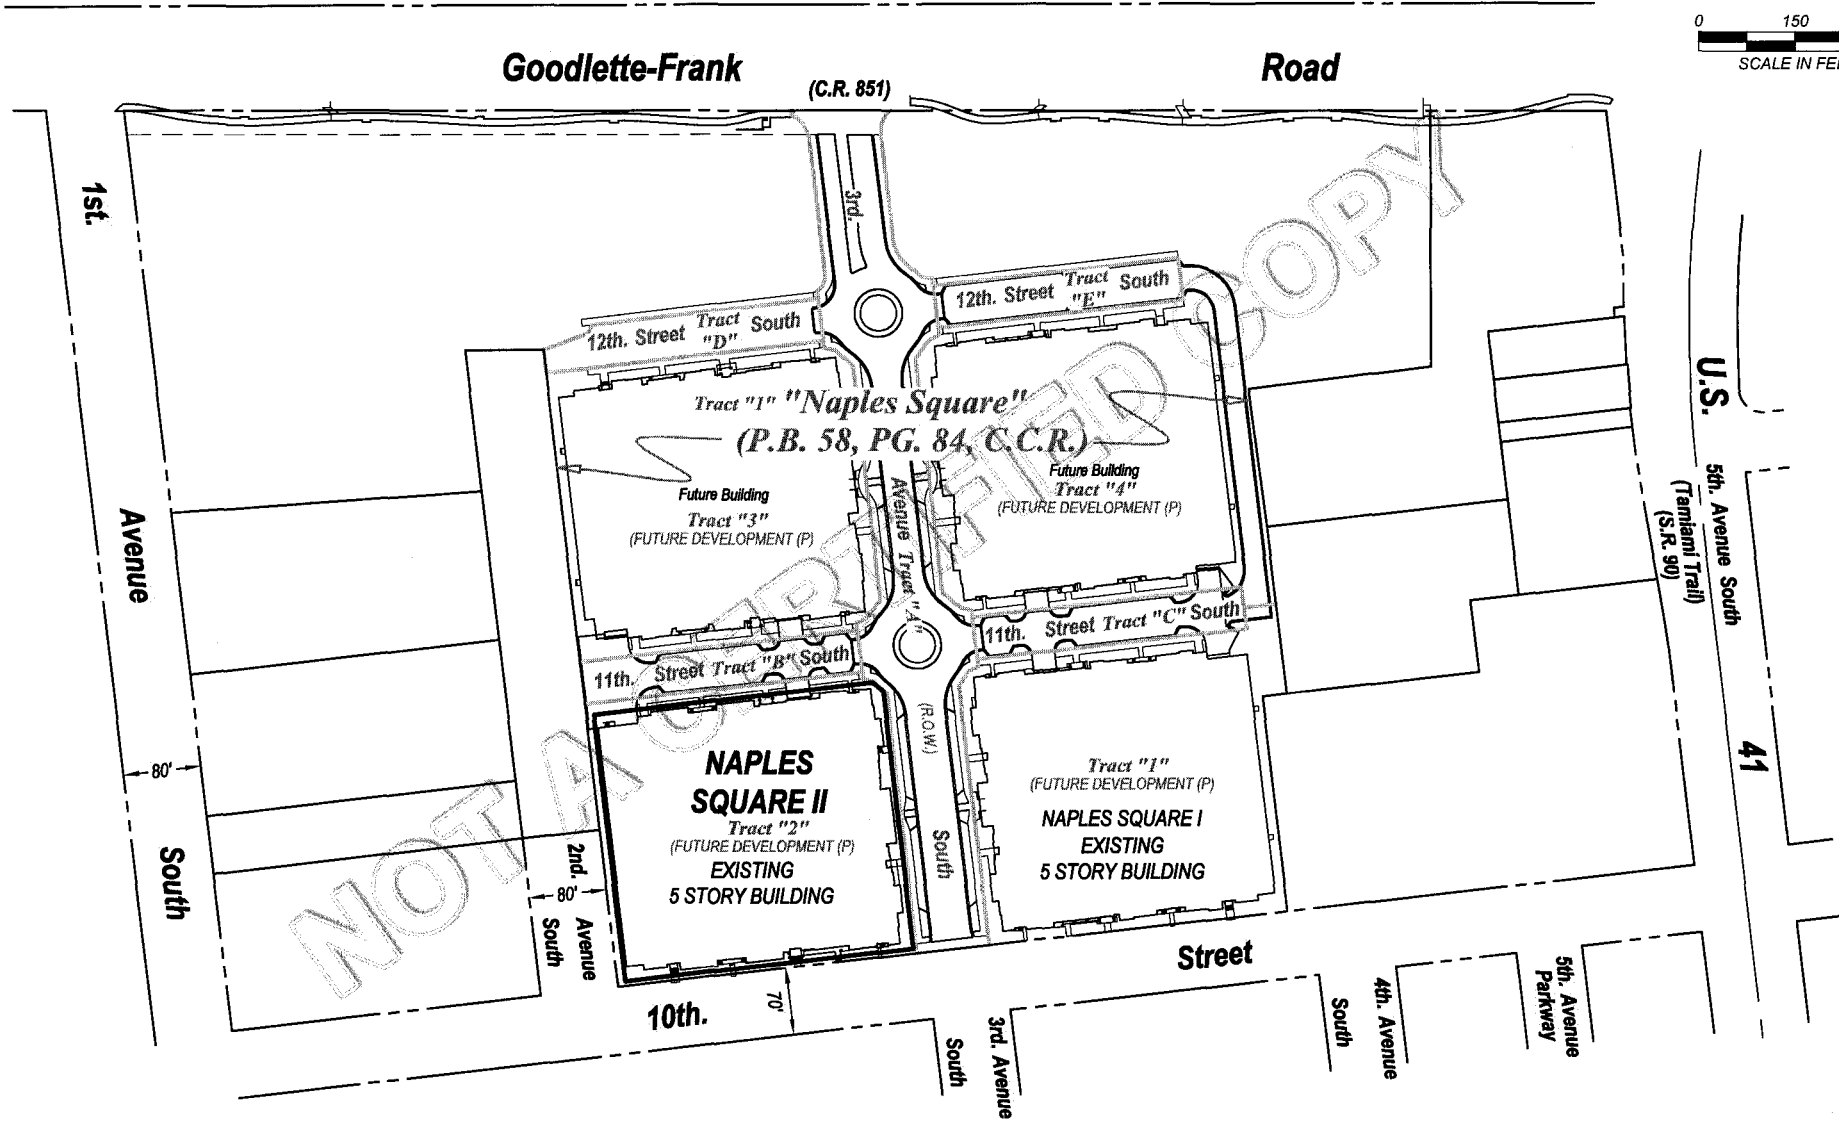 0 150
SCALE IN FE
Goodlette-Frank Road
(C.R. 851)
1st.
Avenue
South
80'
3rd.
12th. Street Tract "D" South
12th. Street Tract "E" South
Tract "1" "Naples Square"
(P.B. 58, PG. 84, C.C.R.)
Future Building
Tract "3"
(FUTURE DEVELOPMENT (P)
Future Building
Tract "4"
(FUTURE DEVELOPMENT (P)
Avenue Tract "A"
11th. Street Tract "B" South
11th. Street Tract "C" South
(R.O.W.)
South
NAPLES
SQUARE II
Tract "2"
(FUTURE DEVELOPMENT (P)
EXISTING
5 STORY BUILDING
Tract "1"
(FUTURE DEVELOPMENT (P)
NAPLES SQUARE I
EXISTING
5 STORY BUILDING
2nd.
80'
Avenue
South
10th.
Street
70'
3rd. Avenue
South
4th. Avenue
South
5th. Avenue
Parkway
U.S.
41
5th. Avenue South
(Tamiami Trail)
(S.R. 90)
NOT A CERTIFIED COPY